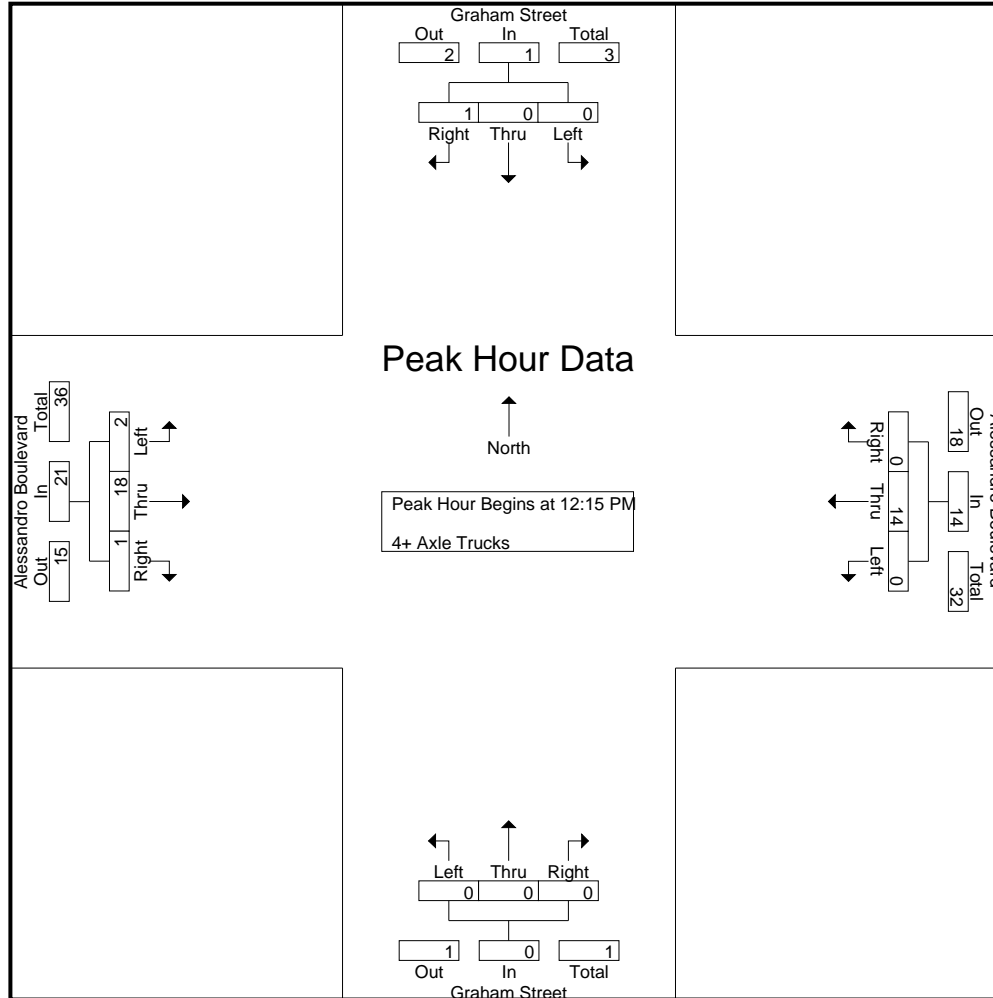 Graham Street
Out In Total
2 1 3
1 0 0
Right Thru Left
Peak Hour Data
North
Peak Hour Begins at 12:15 PM
4+ Axle Trucks
Alessandro Boulevard
Out In Total
15 21 36
Left Thru Right
2 18 1
Out In Total
18 14 32
Right Thru Left
0 14 0
Left Thru Right
0 0 0
1 0 1
Out In Total
Graham Street